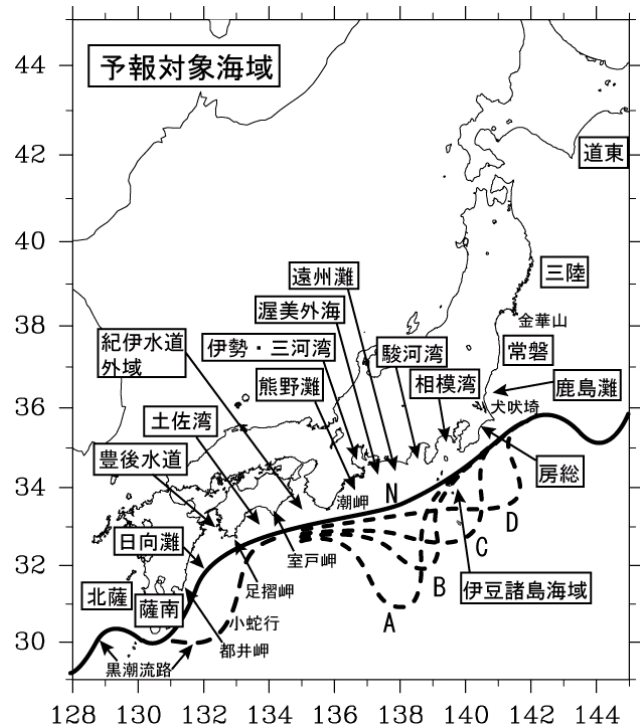 予報対象海域
44
42
40
38
36
34
32
30
128
130
132
134
136
138
140
142
145
道東
三陸
金華山
常磐
鹿島灘
犬吠埼
房総
遠州灘
渥美外海
伊勢・三河湾
熊野灘
駿河湾
相模湾
紀伊水道
外域
土佐湾
豊後水道
日向灘
北薩
薩南
潮岬
室戸岬
足摺岬
小蛇行
都井岬
黒潮流路
伊豆諸島海域
N
A
B
C
D